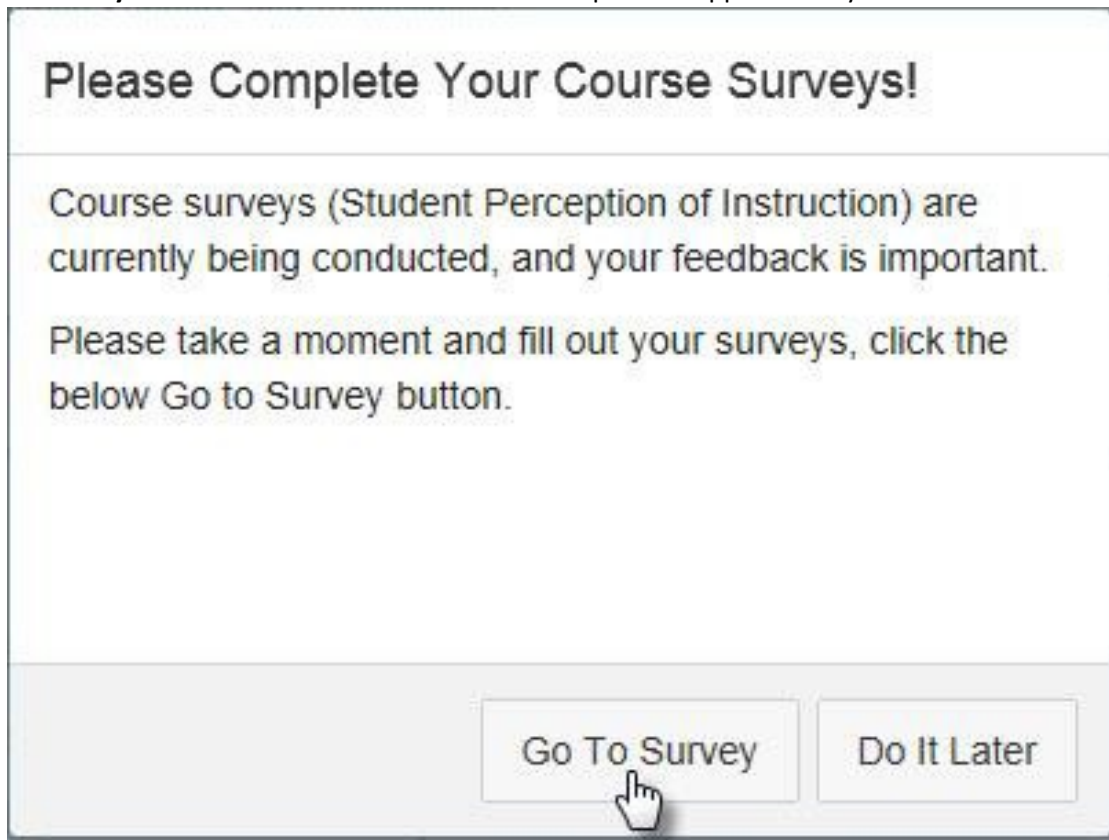 Please Complete Your Course Surveys!
Course surveys (Student Perception of Instruction) are
currently being conducted, and your feedback is important.
Please take a moment and fill out your surveys, click the
below Go to Survey button.
Go To Survey
Do It Later